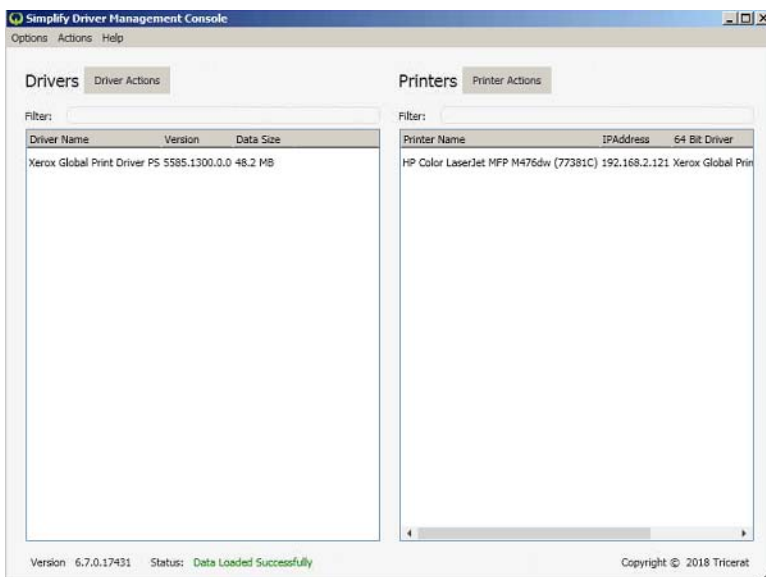 Simplify Driver Management Console
Options Actions Help
Drivers Driver Actions
Filter:
Driver Name Version Data Size
Xerox Global Print Driver PS 5585.1300.0.0 48.2 MB
Printers Printer Actions
Filter:
Printer Name IPAddress 64 Bit Driver
HP Color LaserJet MFP M476dw (77381C) 192.168.2.121 Xerox Global Prin
Version 6.7.0.17431 Status: Data Loaded Successfully
Copyright © 2018 Tricerat